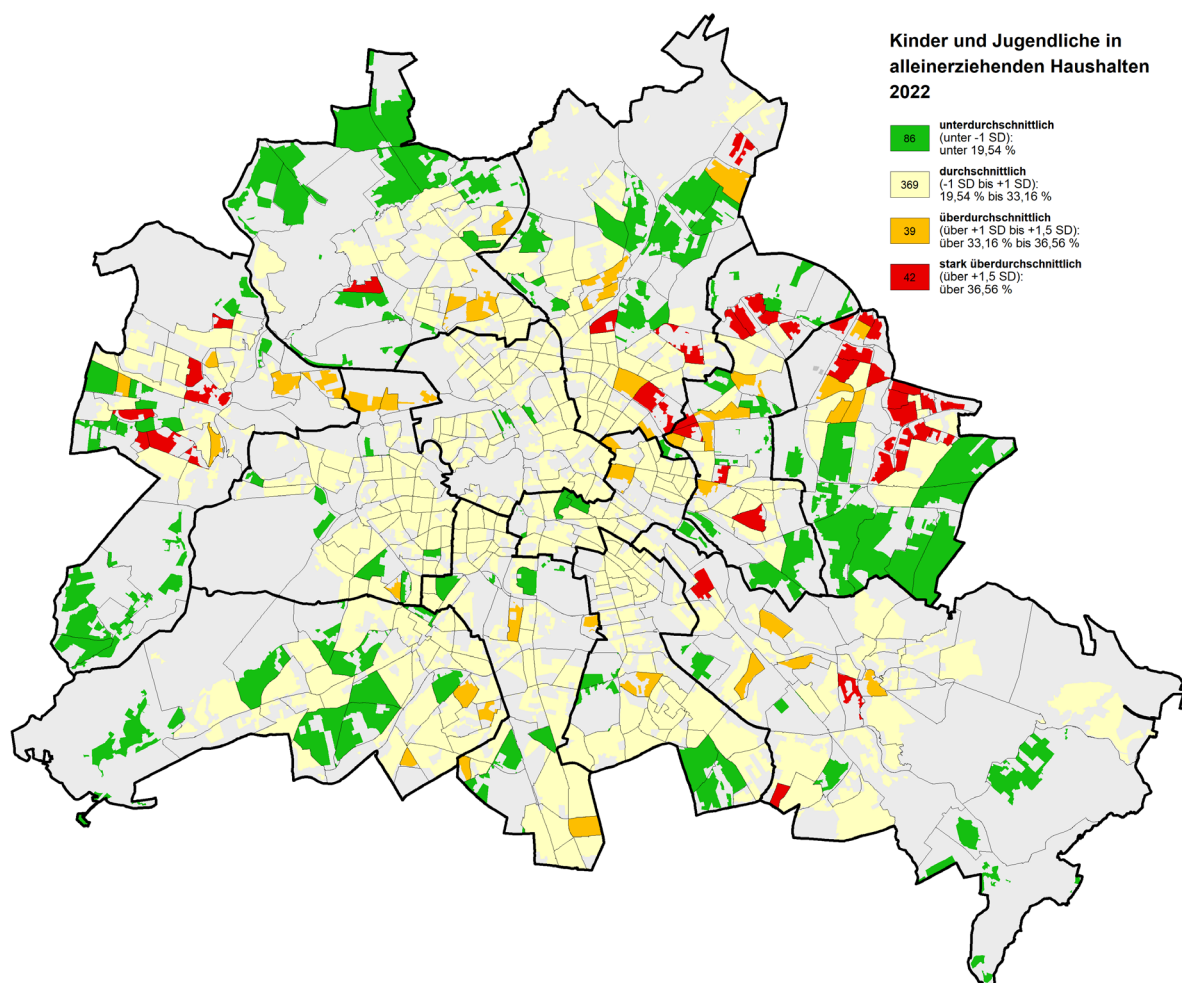 Kinder und Jugendliche in
alleinerziehenden Haushalten
2022
86
unterdurchschnittlich
(unter -1 SD):
unter 19,54 %
369
durchschnittlich
(-1 SD bis +1 SD):
19,54 % bis 33,16 %
39
überdurchschnittlich
(über +1 SD bis +1,5 SD):
über 33,16 % bis 36,56 %
42
stark überdurchschnittlich
(über +1,5 SD):
über 36,56 %